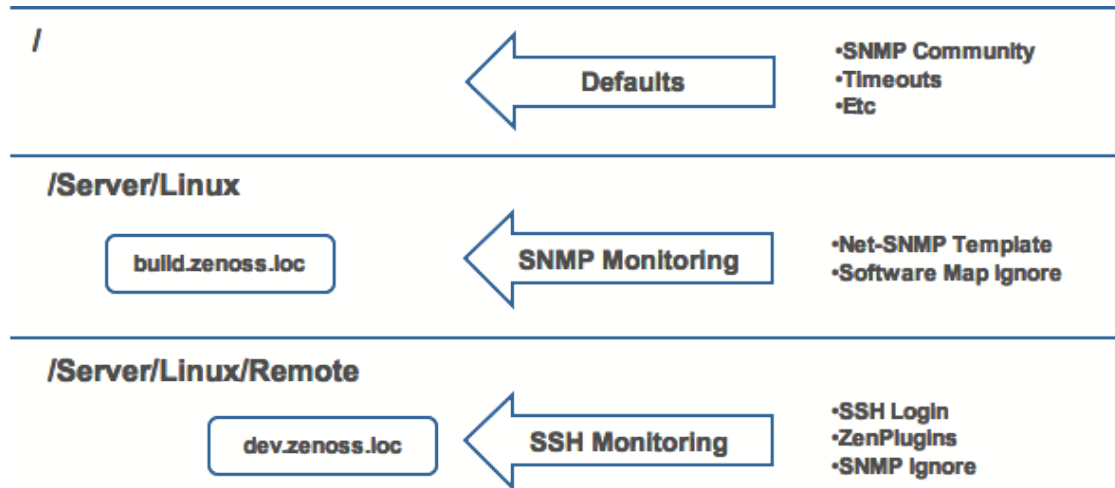 /
Defaults
•SNMP Community
•Timeouts
•Etc
/Server/Linux
build.zenoss.loc
SNMP Monitoring
•Net-SNMP Template
•Software Map Ignore
/Server/Linux/Remote
dev.zenoss.loc
SSH Monitoring
•SSH Login
•ZenPlugins
•SNMP Ignore